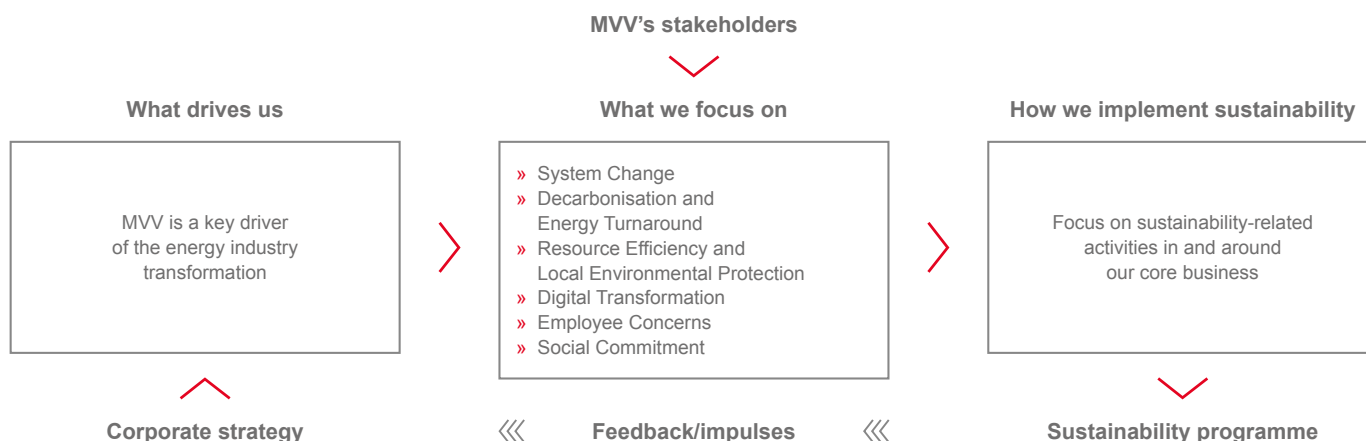 MVV's stakeholders
What drives us
What we focus on
How we implement sustainability
MVV is a key driver
of the energy industry
transformation
» System Change
» Decarbonisation and
Energy Turnaround
» Resource Efficiency and
Local Environmental Protection
» Digital Transformation
» Employee Concerns
» Social Commitment
Focus on sustainability-related
activities in and around
our core business
Corporate strategy
Feedback/impulses
Sustainability programme